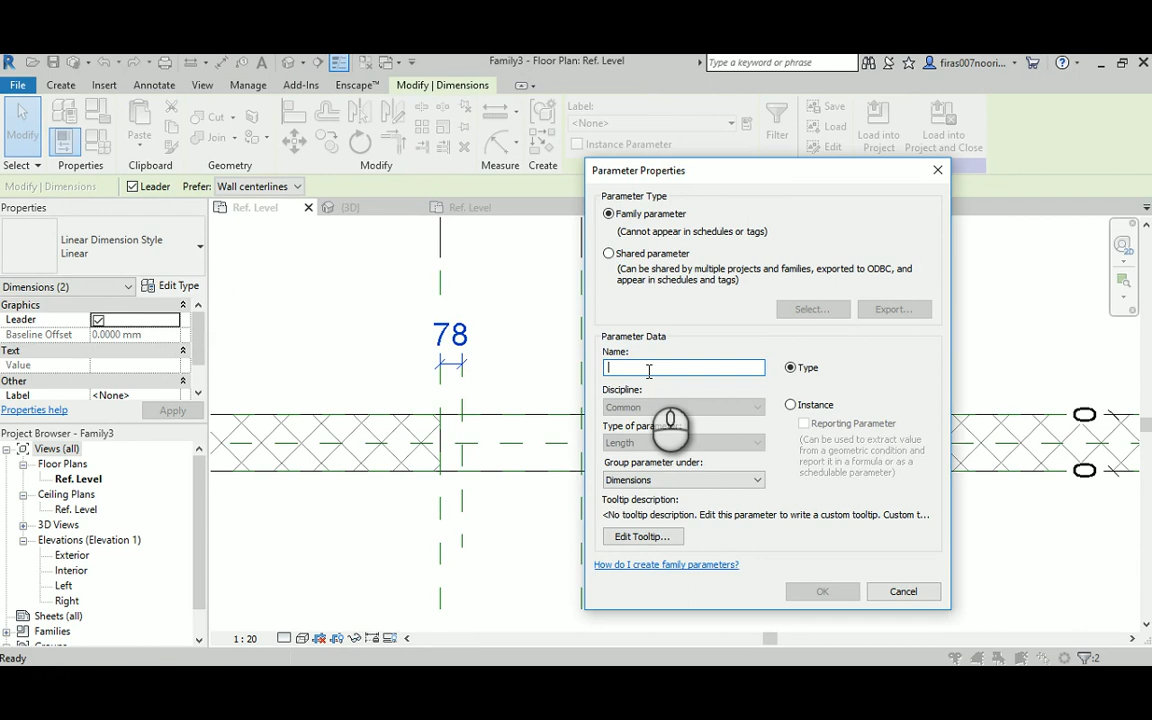 Family3 - Floor Plan: Ref. Level
Type a keyword or phrase
firas007noori...
File
Create
Insert
Annotate
View
Manage
Add-Ins
Enscape™
Modify | Dimensions
Modify
Paste
Cut
Join
Label:
<None>
Instance Parameter
Filter
Save
Load
Edit
Load into
Project
Load into
Project and Close
Select
Properties
Clipboard
Geometry
Modify
Measure
Create
Modify | Dimensions
Leader
Prefer:
Wall centerlines
Properties
Linear Dimension Style
Linear
Dimensions (2)
Edit Type
Graphics
Leader
Baseline Offset
0.0000 mm
Text
Value
Other
Label
<None>
Properties help
Apply
Project Browser - Family3
Views (all)
Floor Plans
Ref. Level
Ceiling Plans
Ref. Level
3D Views
Elevations (Elevation 1)
Exterior
Interior
Left
Right
Sheets (all)
Families
Ref. Level
{3D}
Ref. Level
78
2D
Parameter Properties
Parameter Type
Family parameter
(Cannot appear in schedules or tags)
Shared parameter
(Can be shared by multiple projects and families, exported to ODBC, and
appear in schedules and tags)
Select...
Export...
Parameter Data
Name:
Type
Discipline:
Common
Instance
Type of
Reporting Parameter
Length
(Can be used to extract value
from a geometric condition and
report it in a formula or as a
schedulable parameter)
Group parameter under:
Dimensions
Tooltip description:
<No tooltip description. Edit this parameter to write a custom tooltip. Custom t...
Edit Tooltip...
How do I create family parameters?
OK
Cancel
1 : 20
Ready
:2